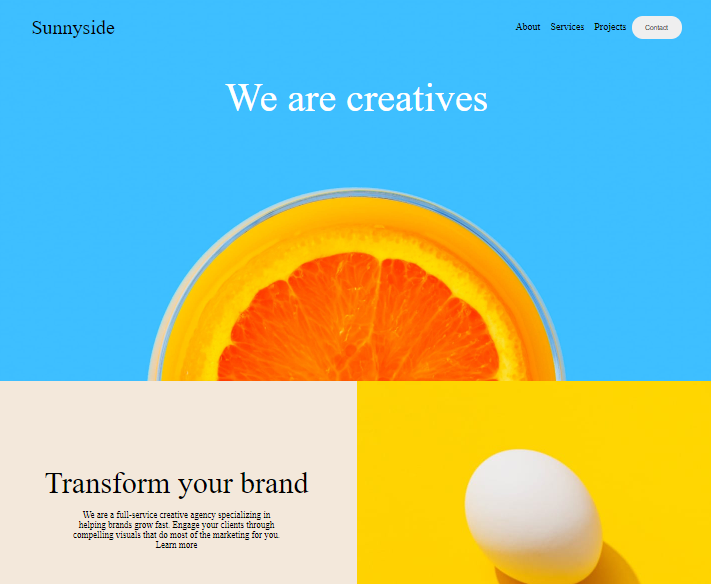 Sunnyside
About Services Projects Contact
We are creatives
Transform your brand
We are a full-service creative agency specializing in
helping brands grow fast. Engage your clients through
compelling visuals that do most of the marketing for you.
Learn more